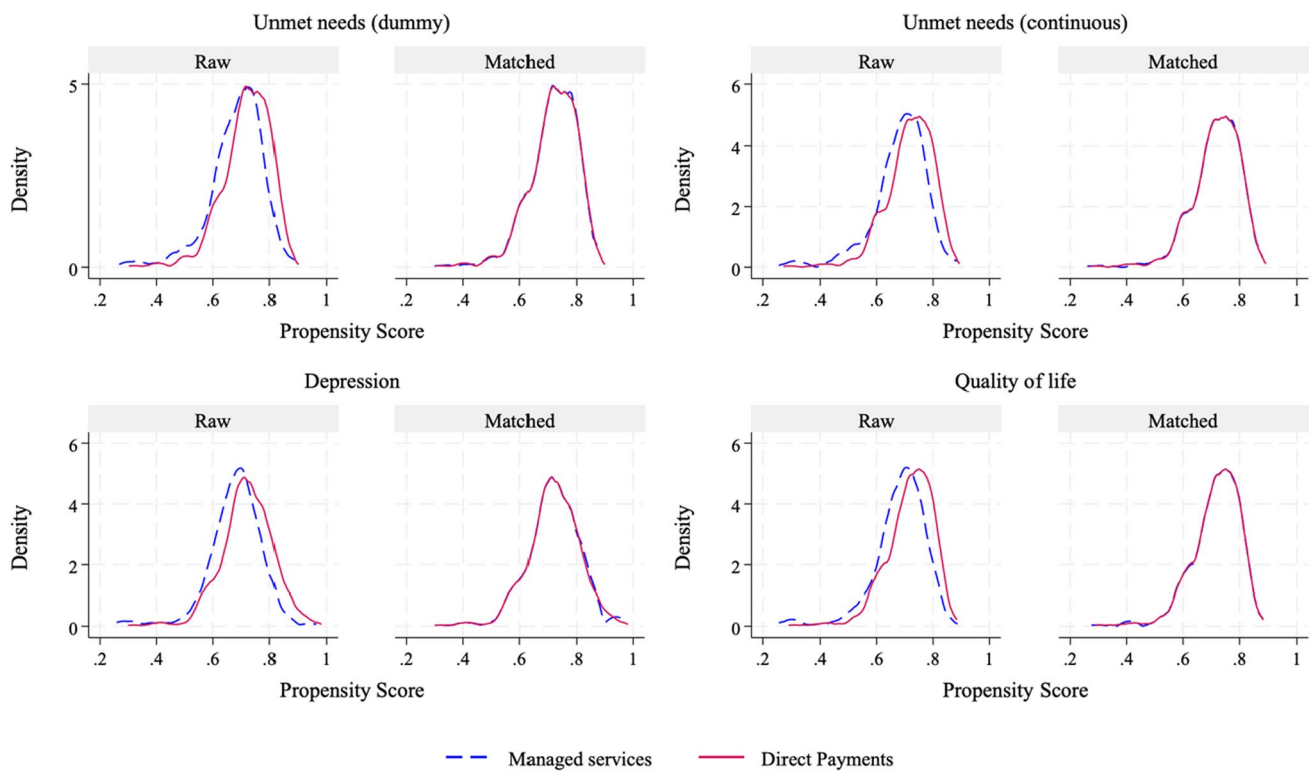 Unmet needs (dummy)
Raw
Matched
Density
5
0
.2 .4 .6 .8 1
.2 .4 .6 .8 1
Propensity Score
Unmet needs (continuous)
Raw
Matched
Density
6
4
2
0
.2 .4 .6 .8 1
.2 .4 .6 .8 1
Propensity Score
Depression
Raw
Matched
Density
6
4
2
0
.2 .4 .6 .8 1
.2 .4 .6 .8 1
Propensity Score
Quality of life
Raw
Matched
Density
6
4
2
0
.2 .4 .6 .8 1
.2 .4 .6 .8 1
Propensity Score
Managed services
Direct Payments